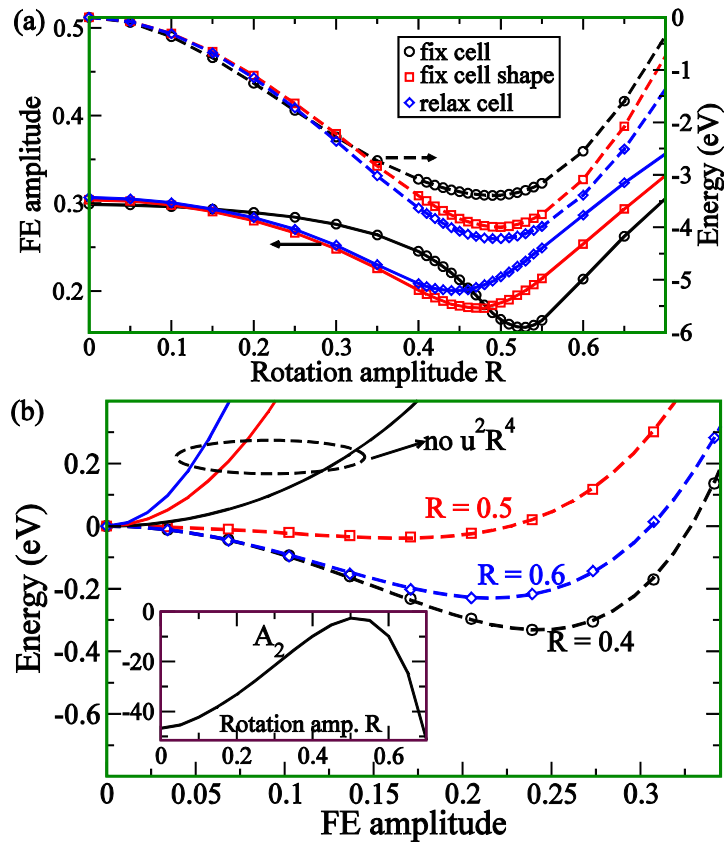 (a)
0.5
0.4
0.3
0.2
FE amplitude
0
-1
-2
-3
-4
-5
-6
Energy (eV)
fix cell
fix cell shape
relax cell
0 0.1 0.2 0.3 0.4 0.5 0.6
Rotation amplitude R
(b)
0.2
0
-0.2
-0.4
-0.6
Energy (eV)
no u²R⁴
R = 0.5
R = 0.6
R = 0.4
0
-20
-40
A₂
Rotation amp. R
0 0.2 0.4 0.6
0 0.05 0.1 0.15 0.2 0.25 0.3
FE amplitude